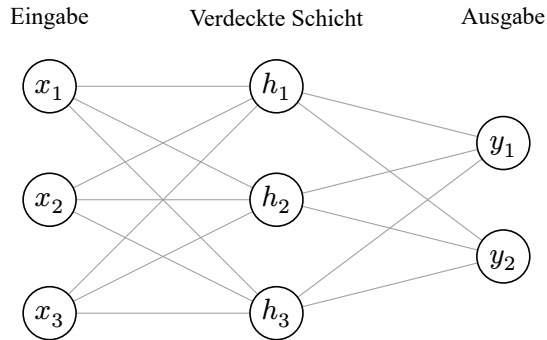 Eingabe Verdeckte Schicht Ausgabe
x₁ h₁
y₁
x₂ h₂
y₂
x₃ h₃